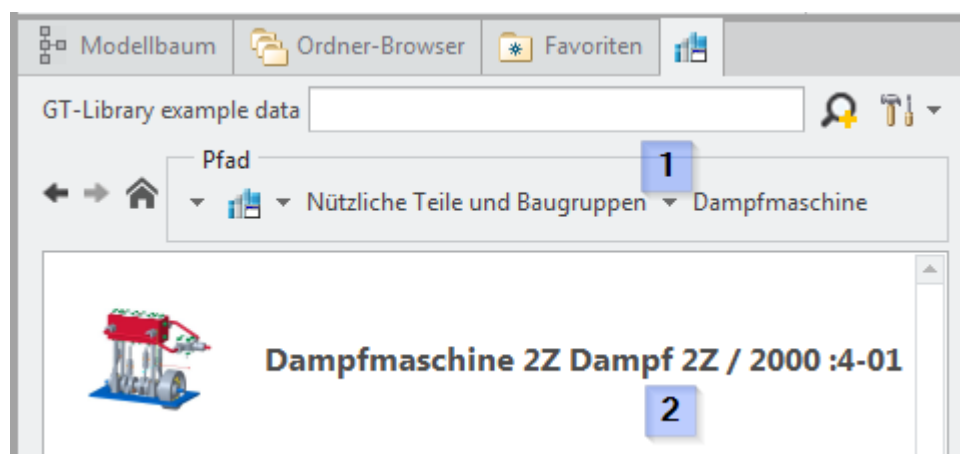 Modellbaum Ordner-Browser Favoriten
GT-Library example data
1
Pfad
Nützliche Teile und Baugruppen Dampfmaschine
Dampfmaschine 2Z Dampf 2Z / 2000 :4-01
2